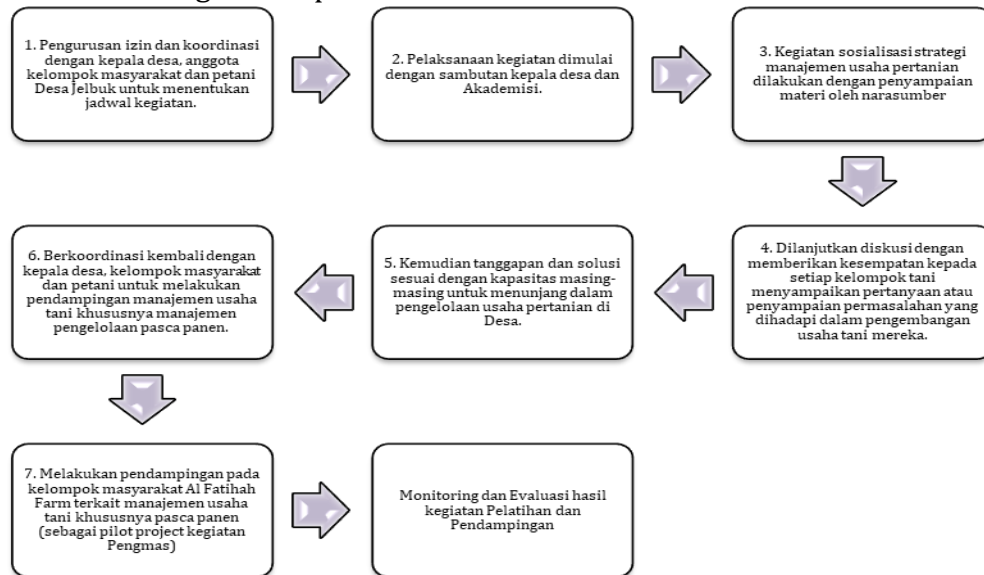 1. Pengurusan izin dan koordinasi
dengan kepala desa, anggota
kelompok masyarakat dan petani
Desa Jelbuk untuk menentukan
jadwal kegiatan.
2. Pelaksanaan kegiatan dimulai
dengan sambutan kepala desa dan
Akademisi.
3. Kegiatan sosialisasi strategi
manajemen usaha pertanian
dilakukan dengan penyampaian
materi oleh narasumber
4. Dilanjutkan diskusi dengan
memberikan kesempatan kepada
setiap kelompok tani
menyampaikan pertanyaan atau
penyampaian permasalahan yang
dihadapi dalam pengembangan
usaha tani mereka.
5. Kemudian tanggapan dan solusi
sesuai dengan kapasitas masing-
masing untuk menunjang dalam
pengelolaan usaha pertanian di
Desa.
6. Berkoordinasi kembali dengan
kepala desa, kelompok masyarakat
dan petani untuk melakukan
pendampingan manajemen usaha
tani khususnya manajemen
pengelolaan pasca panen.
7. Melakukan pendampingan pada
kelompok masyarakat Al Fatihah
Farm terkait manajemen usaha
tani khususnya pasca panen
(sebagai pilot project kegiatan
Pengmas)
Monitoring dan Evaluasi hasil
kegiatan Pelatihan dan
Pendampingan